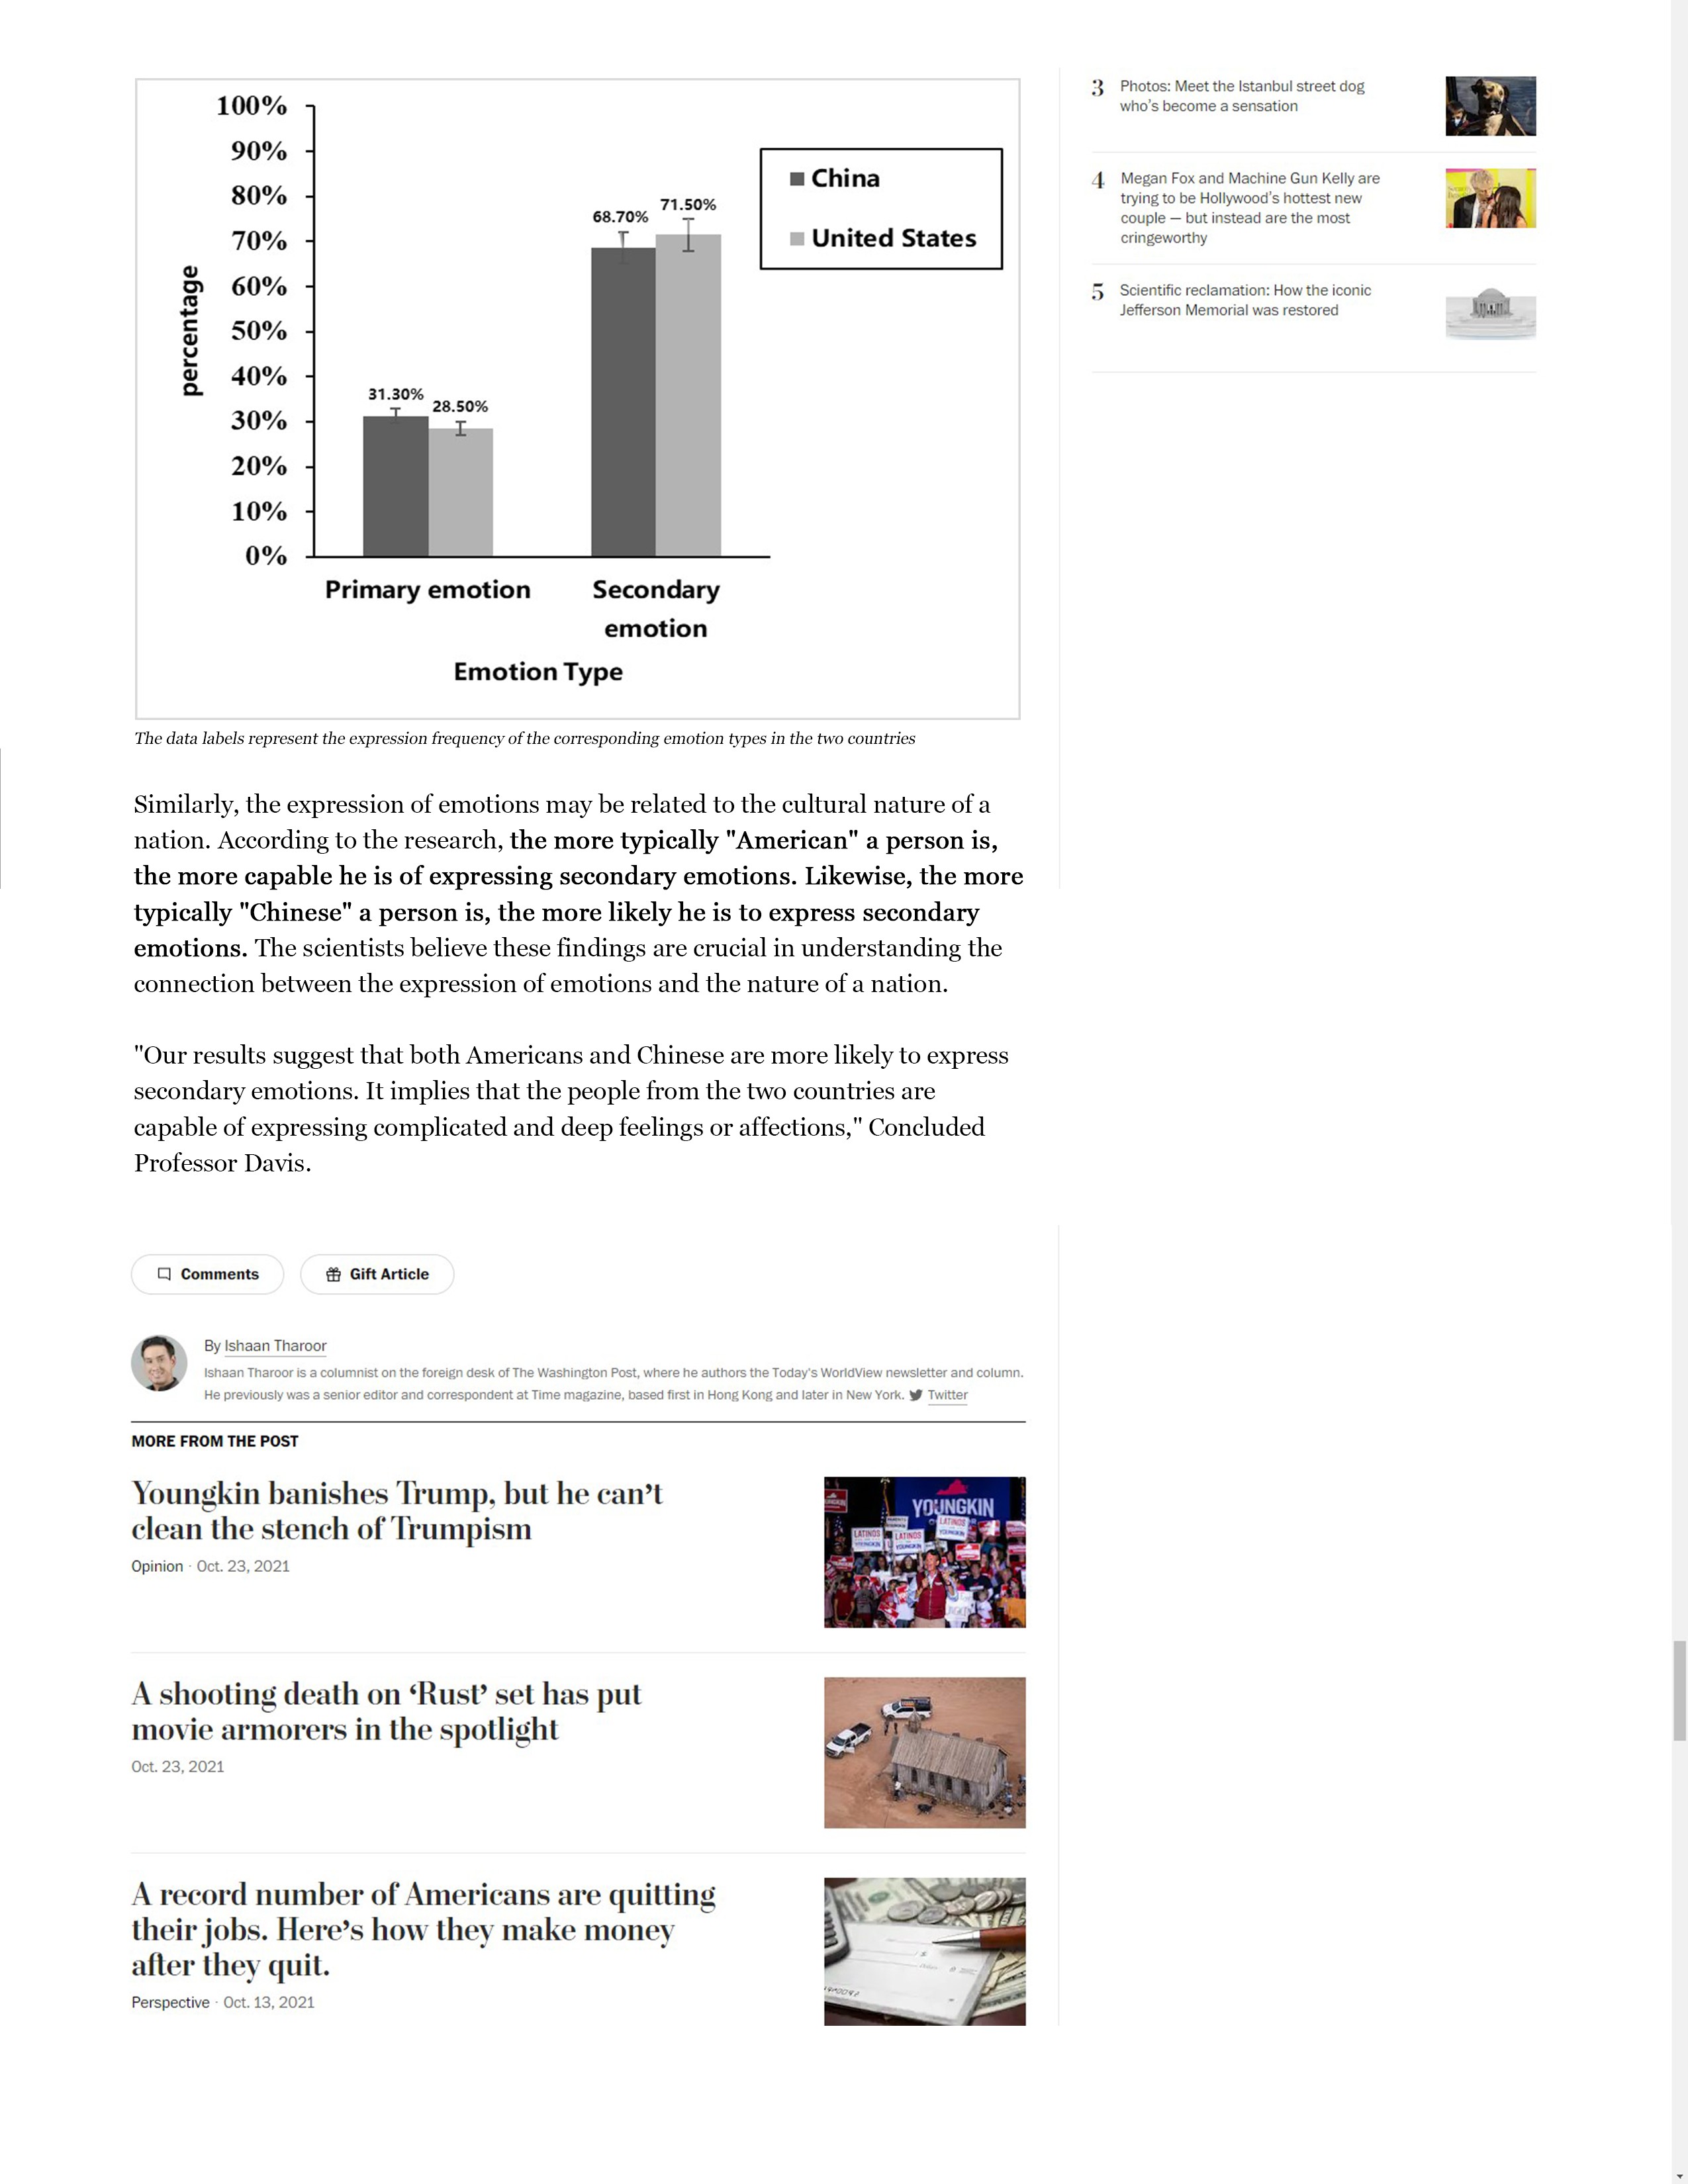 100%
90%
80%
70%
60%
50%
40%
30%
20%
10%
0%
percentage
31.30%
28.50%
68.70%
71.50%
China
United States
Primary emotion
Secondary
emotion
Emotion Type
The data labels represent the expression frequency of the corresponding emotion types in the two countries
Similarly, the expression of emotions may be related to the cultural nature of a
nation. According to the research, the more typically "American" a person is,
the more capable he is of expressing secondary emotions. Likewise, the more
typically "Chinese" a person is, the more likely he is to express secondary
emotions. The scientists believe these findings are crucial in understanding the
connection between the expression of emotions and the nature of a nation.
"Our results suggest that both Americans and Chinese are more likely to express
secondary emotions. It implies that the people from the two countries are
capable of expressing complicated and deep feelings or affections," Concluded
Professor Davis.
Comments
Gift Article
By Ishaan Tharoor
Ishaan Tharoor is a columnist on the foreign desk of The Washington Post, where he authors the Today's WorldView newsletter and column.
He previously was a senior editor and correspondent at Time magazine, based first in Hong Kong and later in New York. Twitter
MORE FROM THE POST
Youngkin banishes Trump, but he can't
clean the stench of Trumpism
Opinion · Oct. 23, 2021
YOUNGKIN
LATINOS
LATINOS
LATINOS
YOUNGKIN
A shooting death on ‘Rust’ set has put
movie armorers in the spotlight
Oct. 23, 2021
A record number of Americans are quitting
their jobs. Here’s how they make money
after they quit.
Perspective · Oct. 13, 2021
3 Photos: Meet the Istanbul street dog
who’s become a sensation
4 Megan Fox and Machine Gun Kelly are
trying to be Hollywood’s hottest new
couple — but instead are the most
cringeworthy
5 Scientific reclamation: How the iconic
Jefferson Memorial was restored